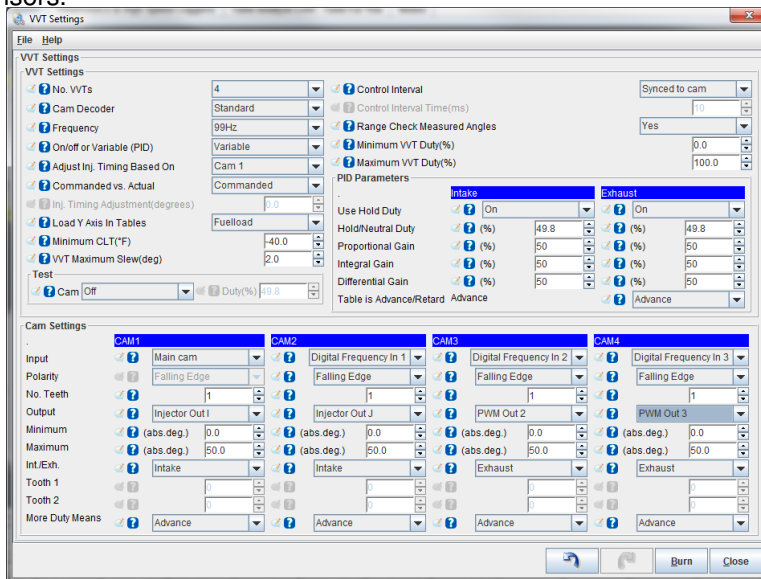 isors.
VVT Settings
File Help
VVT Settings
VVT Settings
No. VVTs 4 Control Interval Synced to cam
Cam Decoder Standard Control Interval Time(ms) 10
Frequency 99Hz Range Check Measured Angles Yes
On/off or Variable (PID) Variable Minimum VVT Duty(%) 0.0
Adjust Inj. Timing Based On Cam 1 Maximum VVT Duty(%) 100.0
Commanded vs. Actual Commanded PID Parameters
. Intake Exhaust
Inj. Timing Adjustment(degrees) 0.0 Use Hold Duty On On
Load Y Axis In Tables Fuelload Hold/Neutral Duty (%) 49.8 (%) 49.8
Minimum CLT(°F) -40.0 Proportional Gain (%) 50 (%) 50
VVT Maximum Slew(deg) 2.0 Integral Gain (%) 50 (%) 50
Test Differential Gain (%) 50 (%) 50
Cam Off Duty(%) 49.8 Table is Advance/Retard Advance Advance
Cam Settings
. CAM1 CAM2 CAM3 CAM4
Input Main cam Digital Frequency In 1 Digital Frequency In 2 Digital Frequency In 3
Polarity Falling Edge Falling Edge Falling Edge Falling Edge
No. Teeth 1 1 1 1
Output Injector Out I Injector Out J PWM Out 2 PWM Out 3
Minimum (abs.deg.) 0.0 (abs.deg.) 0.0 (abs.deg.) 0.0 (abs.deg.) 0.0
Maximum (abs.deg.) 50.0 (abs.deg.) 50.0 (abs.deg.) 50.0 (abs.deg.) 50.0
Int./Exh. Intake Intake Exhaust Exhaust
Tooth 1 0 0 0 0
Tooth 2 0 0 0 0
More Duty Means Advance Advance Advance Advance
Burn Close